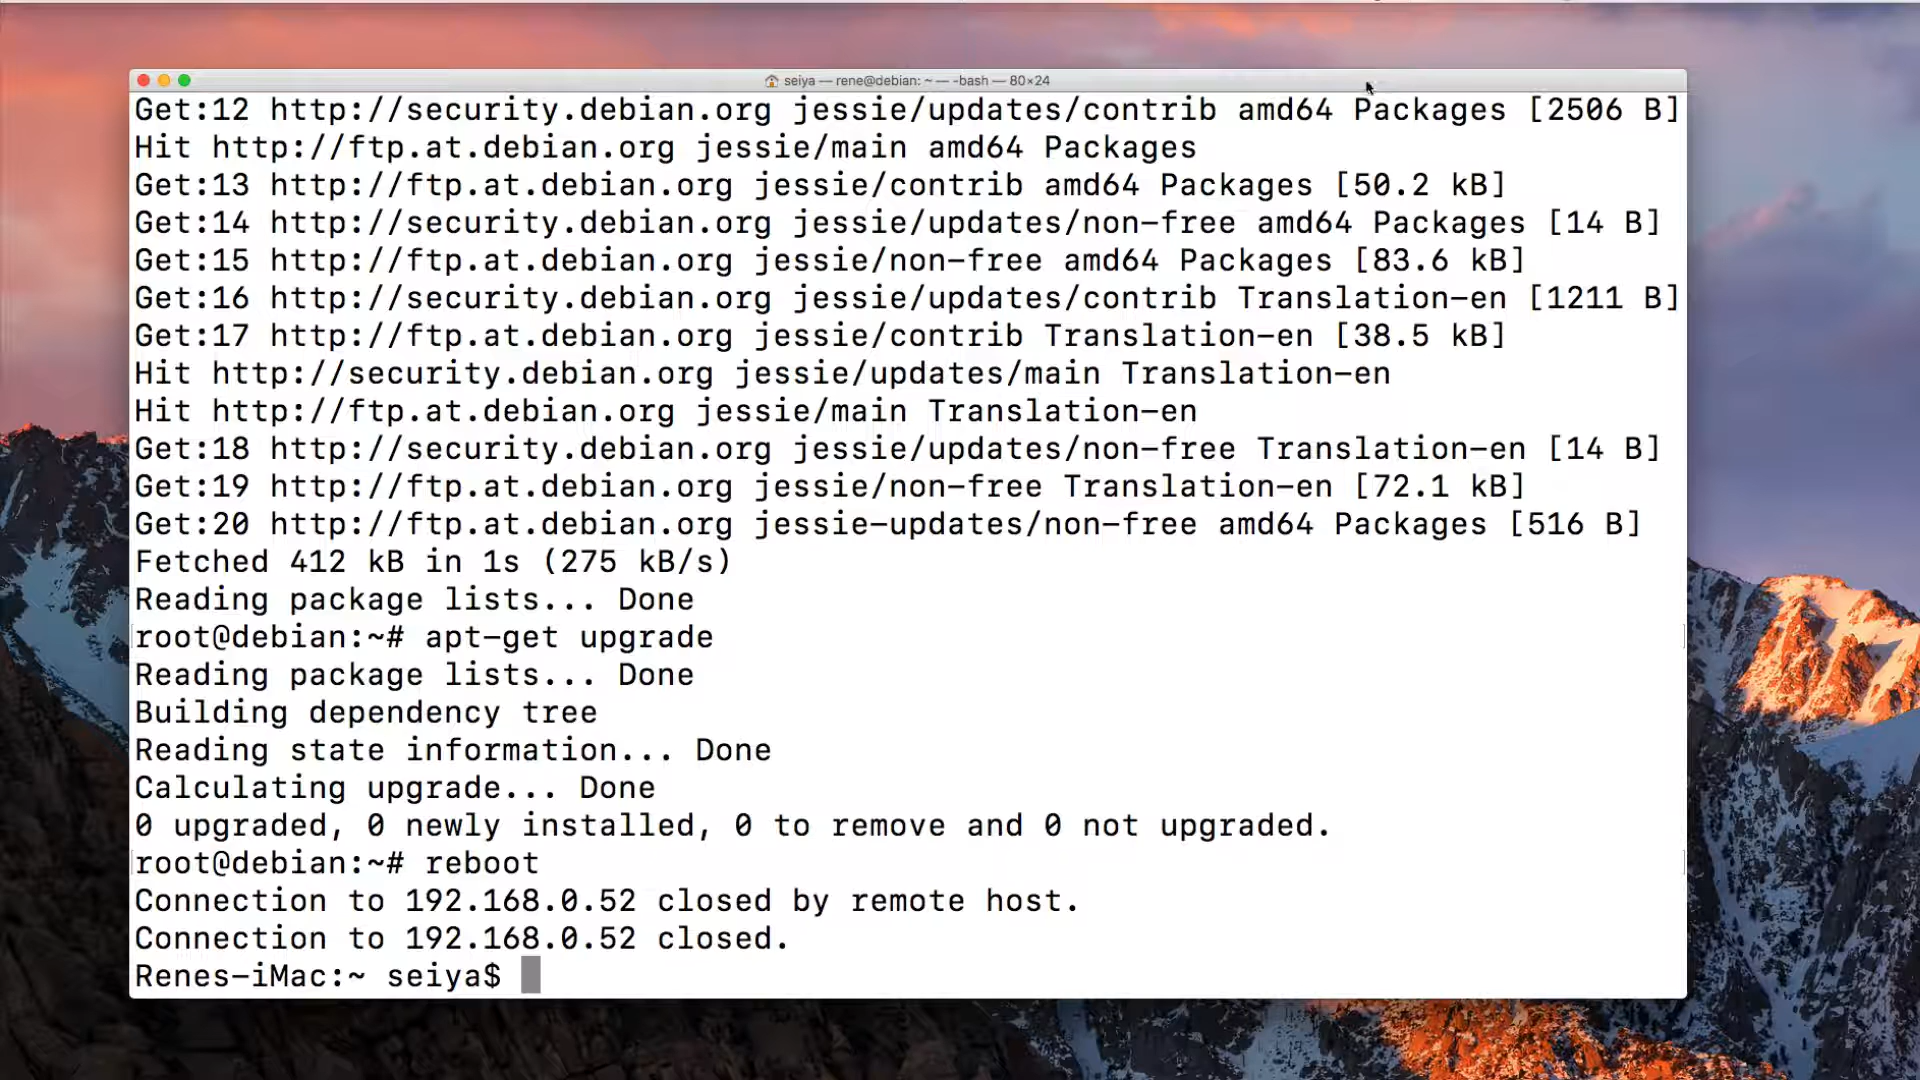 seiya — rene@debian: ~ — -bash — 80×24
Get:12 http://security.debian.org jessie/updates/contrib amd64 Packages [2506 B]
Hit http://ftp.at.debian.org jessie/main amd64 Packages
Get:13 http://ftp.at.debian.org jessie/contrib amd64 Packages [50.2 kB]
Get:14 http://security.debian.org jessie/updates/non-free amd64 Packages [14 B]
Get:15 http://ftp.at.debian.org jessie/non-free amd64 Packages [83.6 kB]
Get:16 http://security.debian.org jessie/updates/contrib Translation-en [1211 B]
Get:17 http://ftp.at.debian.org jessie/contrib Translation-en [38.5 kB]
Hit http://security.debian.org jessie/updates/main Translation-en
Hit http://ftp.at.debian.org jessie/main Translation-en
Get:18 http://security.debian.org jessie/updates/non-free Translation-en [14 B]
Get:19 http://ftp.at.debian.org jessie/non-free Translation-en [72.1 kB]
Get:20 http://ftp.at.debian.org jessie-updates/non-free amd64 Packages [516 B]
Fetched 412 kB in 1s (275 kB/s)
Reading package lists... Done
root@debian:~# apt-get upgrade
Reading package lists... Done
Building dependency tree
Reading state information... Done
Calculating upgrade... Done
0 upgraded, 0 newly installed, 0 to remove and 0 not upgraded.
root@debian:~# reboot
Connection to 192.168.0.52 closed by remote host.
Connection to 192.168.0.52 closed.
Renes-iMac:~ seiya$